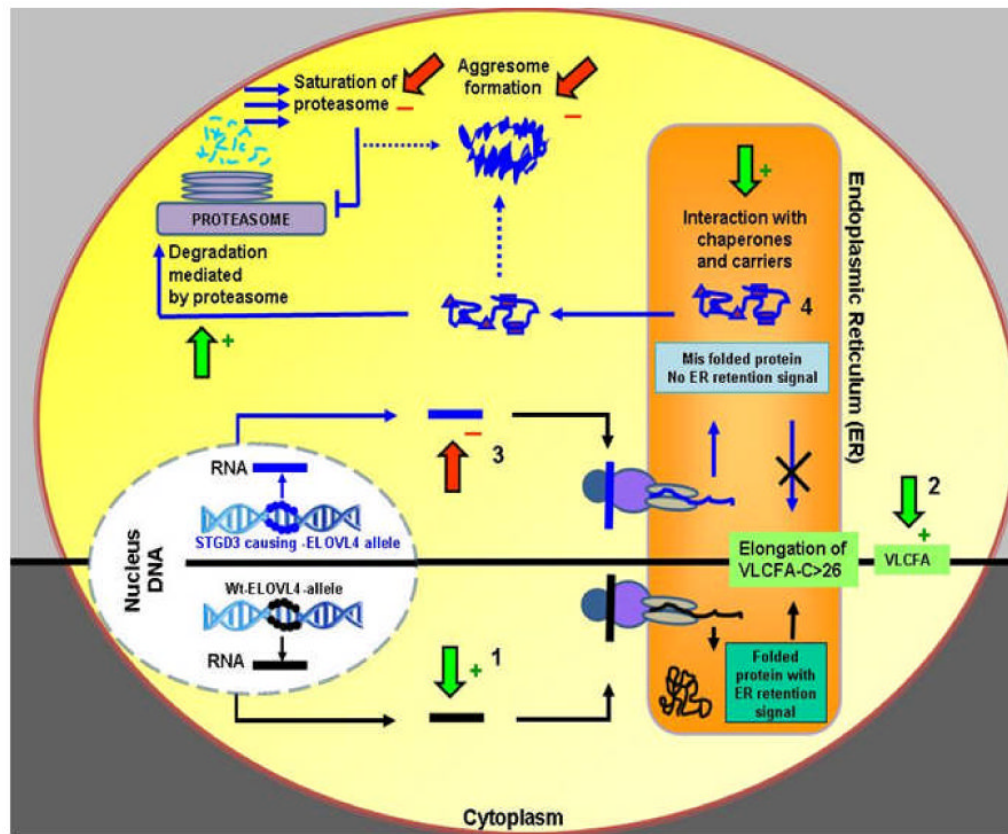 Saturation of
proteasome
−
Aggresome
formation
−
PROTEASOME
Degradation
mediated
by proteasome
+
+
Interaction with
chaperones
and carriers
4
Mis folded protein
No ER retention signal
Endoplasmic Reticulum (ER)
RNA
−
3
STGD3 causing -ELOVL4 allele
Nucleus
DNA
Wt-ELOVL4-allele
RNA
2
+
Elongation of
VLCFA-C>26
VLCFA
1
+
Folded
protein with
ER retention
signal
Cytoplasm